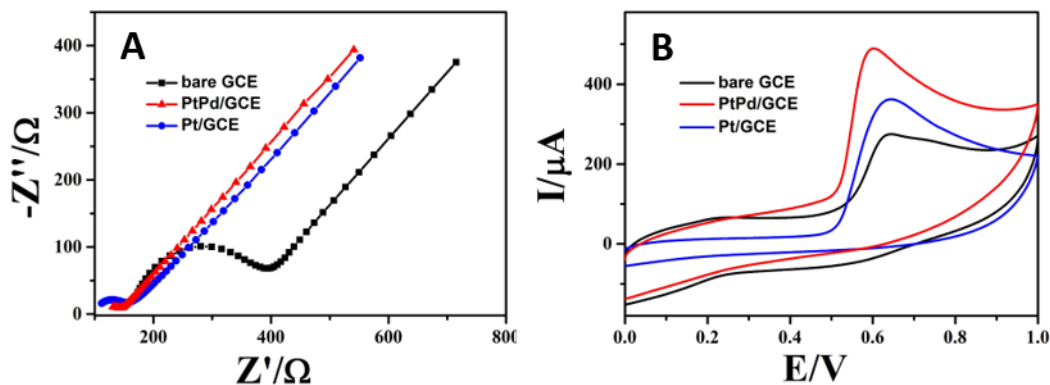 A
bare GCE
PtPd/GCE
Pt/GCE
-Z''/Ω
400
300
200
100
0
200
400
600
800
Z'/Ω
B
bare GCE
PtPd/GCE
Pt/GCE
I/μA
400
200
0
0.0
0.2
0.4
0.6
0.8
1.0
E/V